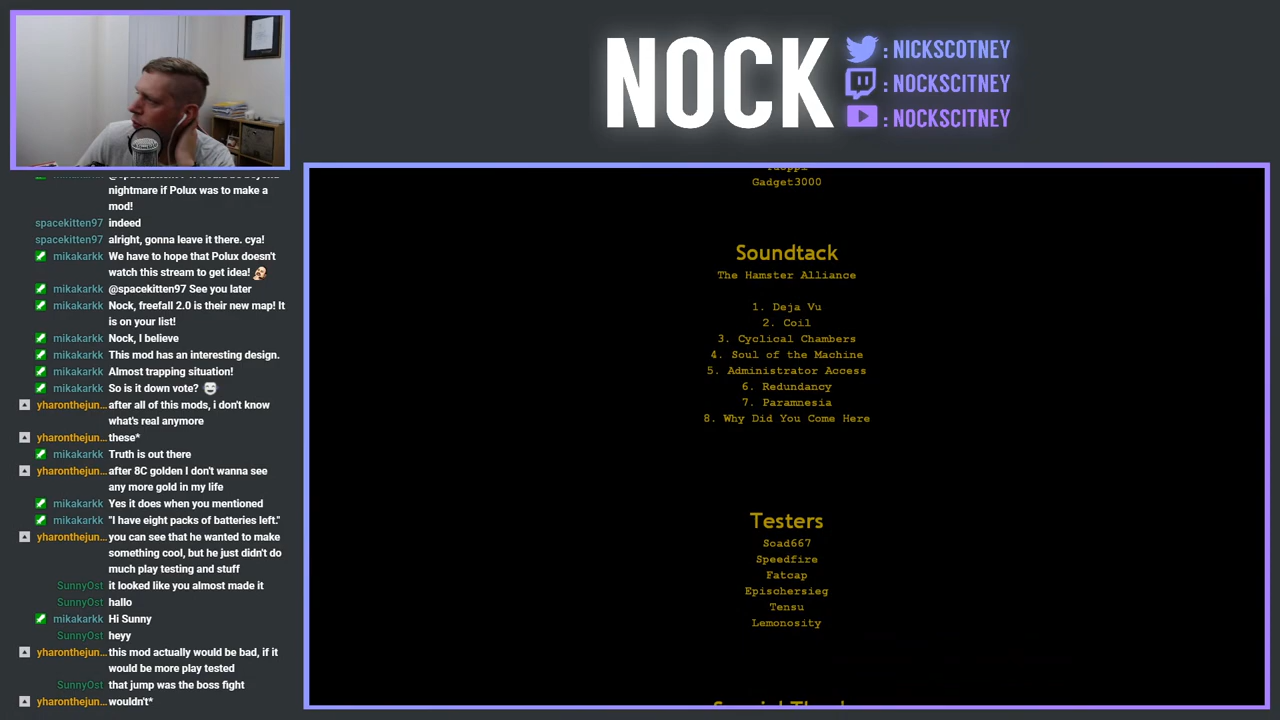 NOCK
: NICKSCOTNEY
: NOCKSCITNEY
: NOCKSCITNEY
nightmare if Polux was to make a
mod!
spacekitten97 indeed
spacekitten97 alright, gonna leave it there. cya!
mikakarkk We have to hope that Polux doesn't
watch this stream to get idea!
mikakarkk @spacekitten97 See you later
mikakarkk Nock, freefall 2.0 is their new map! It
is on your list!
mikakarkk Nock, I believe
mikakarkk This mod has an interesting design.
mikakarkk Almost trapping situation!
mikakarkk So is it down vote?
yharonthejun... after all of this mods, i don't know
what's real anymore
yharonthejun... these*
mikakarkk Truth is out there
yharonthejun... after 8C golden I don't wanna see
any more gold in my life
mikakarkk Yes it does when you mentioned
mikakarkk "I have eight packs of batteries left."
yharonthejun... you can see that he wanted to make
something cool, but he just didn't do
much play testing and stuff
SunnyOst it looked like you almost made it
SunnyOst hallo
mikakarkk Hi Sunny
SunnyOst heyy
yharonthejun... this mod actually would be bad, if it
would be more play tested
SunnyOst that jump was the boss fight
yharonthejun... wouldn't*
Gadget3000
Soundtack
The Hamster Alliance
1. Deja Vu
2. Coil
3. Cyclical Chambers
4. Soul of the Machine
5. Administrator Access
6. Redundancy
7. Paramnesia
8. Why Did You Come Here
Testers
Soad667
Speedfire
Fatcap
Epischersieg
Tensu
Lemonosity